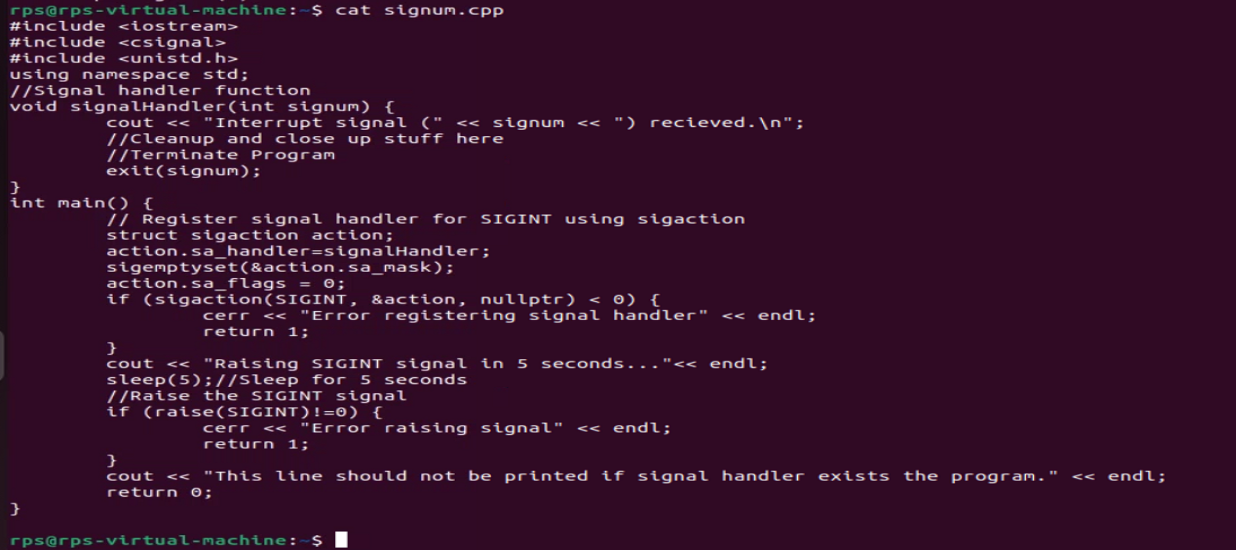 rps@rps-virtual-machine:~$ cat signum.cpp
#include <iostream>
#include <csignal>
#include <unistd.h>
using namespace std;
//Signal handler function
void signalHandler(int signum) {
        cout << "Interrupt signal (" << signum << ") recieved.\n";
        //Cleanup and close up stuff here
        //Terminate Program
        exit(signum);
}
int main() {
        // Register signal handler for SIGINT using sigaction
        struct sigaction action;
        action.sa_handler=signalHandler;
        sigemptyset(&action.sa_mask);
        action.sa_flags = 0;
        if (sigaction(SIGINT, &action, nullptr) < 0) {
                cerr << "Error registering signal handler" << endl;
                return 1;
        }
        cout << "Raising SIGINT signal in 5 seconds..."<< endl;
        sleep(5);//Sleep for 5 seconds
        //Raise the SIGINT signal
        if (raise(SIGINT)!=0) {
                cerr << "Error raising signal" << endl;
                return 1;
        }
        cout << "This line should not be printed if signal handler exists the program." << endl;
        return 0;
}
rps@rps-virtual-machine:~$